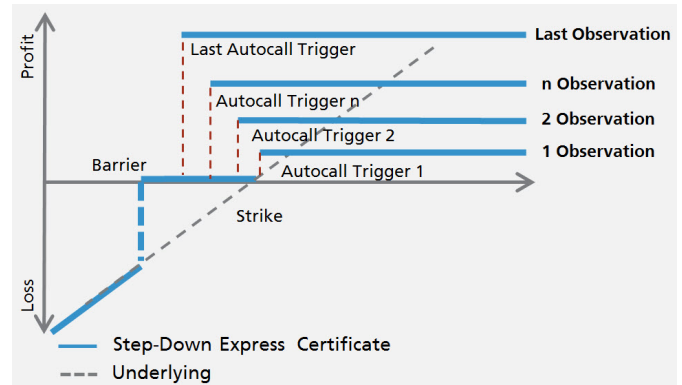 Profit
Last Observation
Last Autocall Trigger
n Observation
Autocall Trigger n
2 Observation
Autocall Trigger 2
1 Observation
Barrier
Autocall Trigger 1
Strike
Loss
Step-Down Express Certificate
Underlying